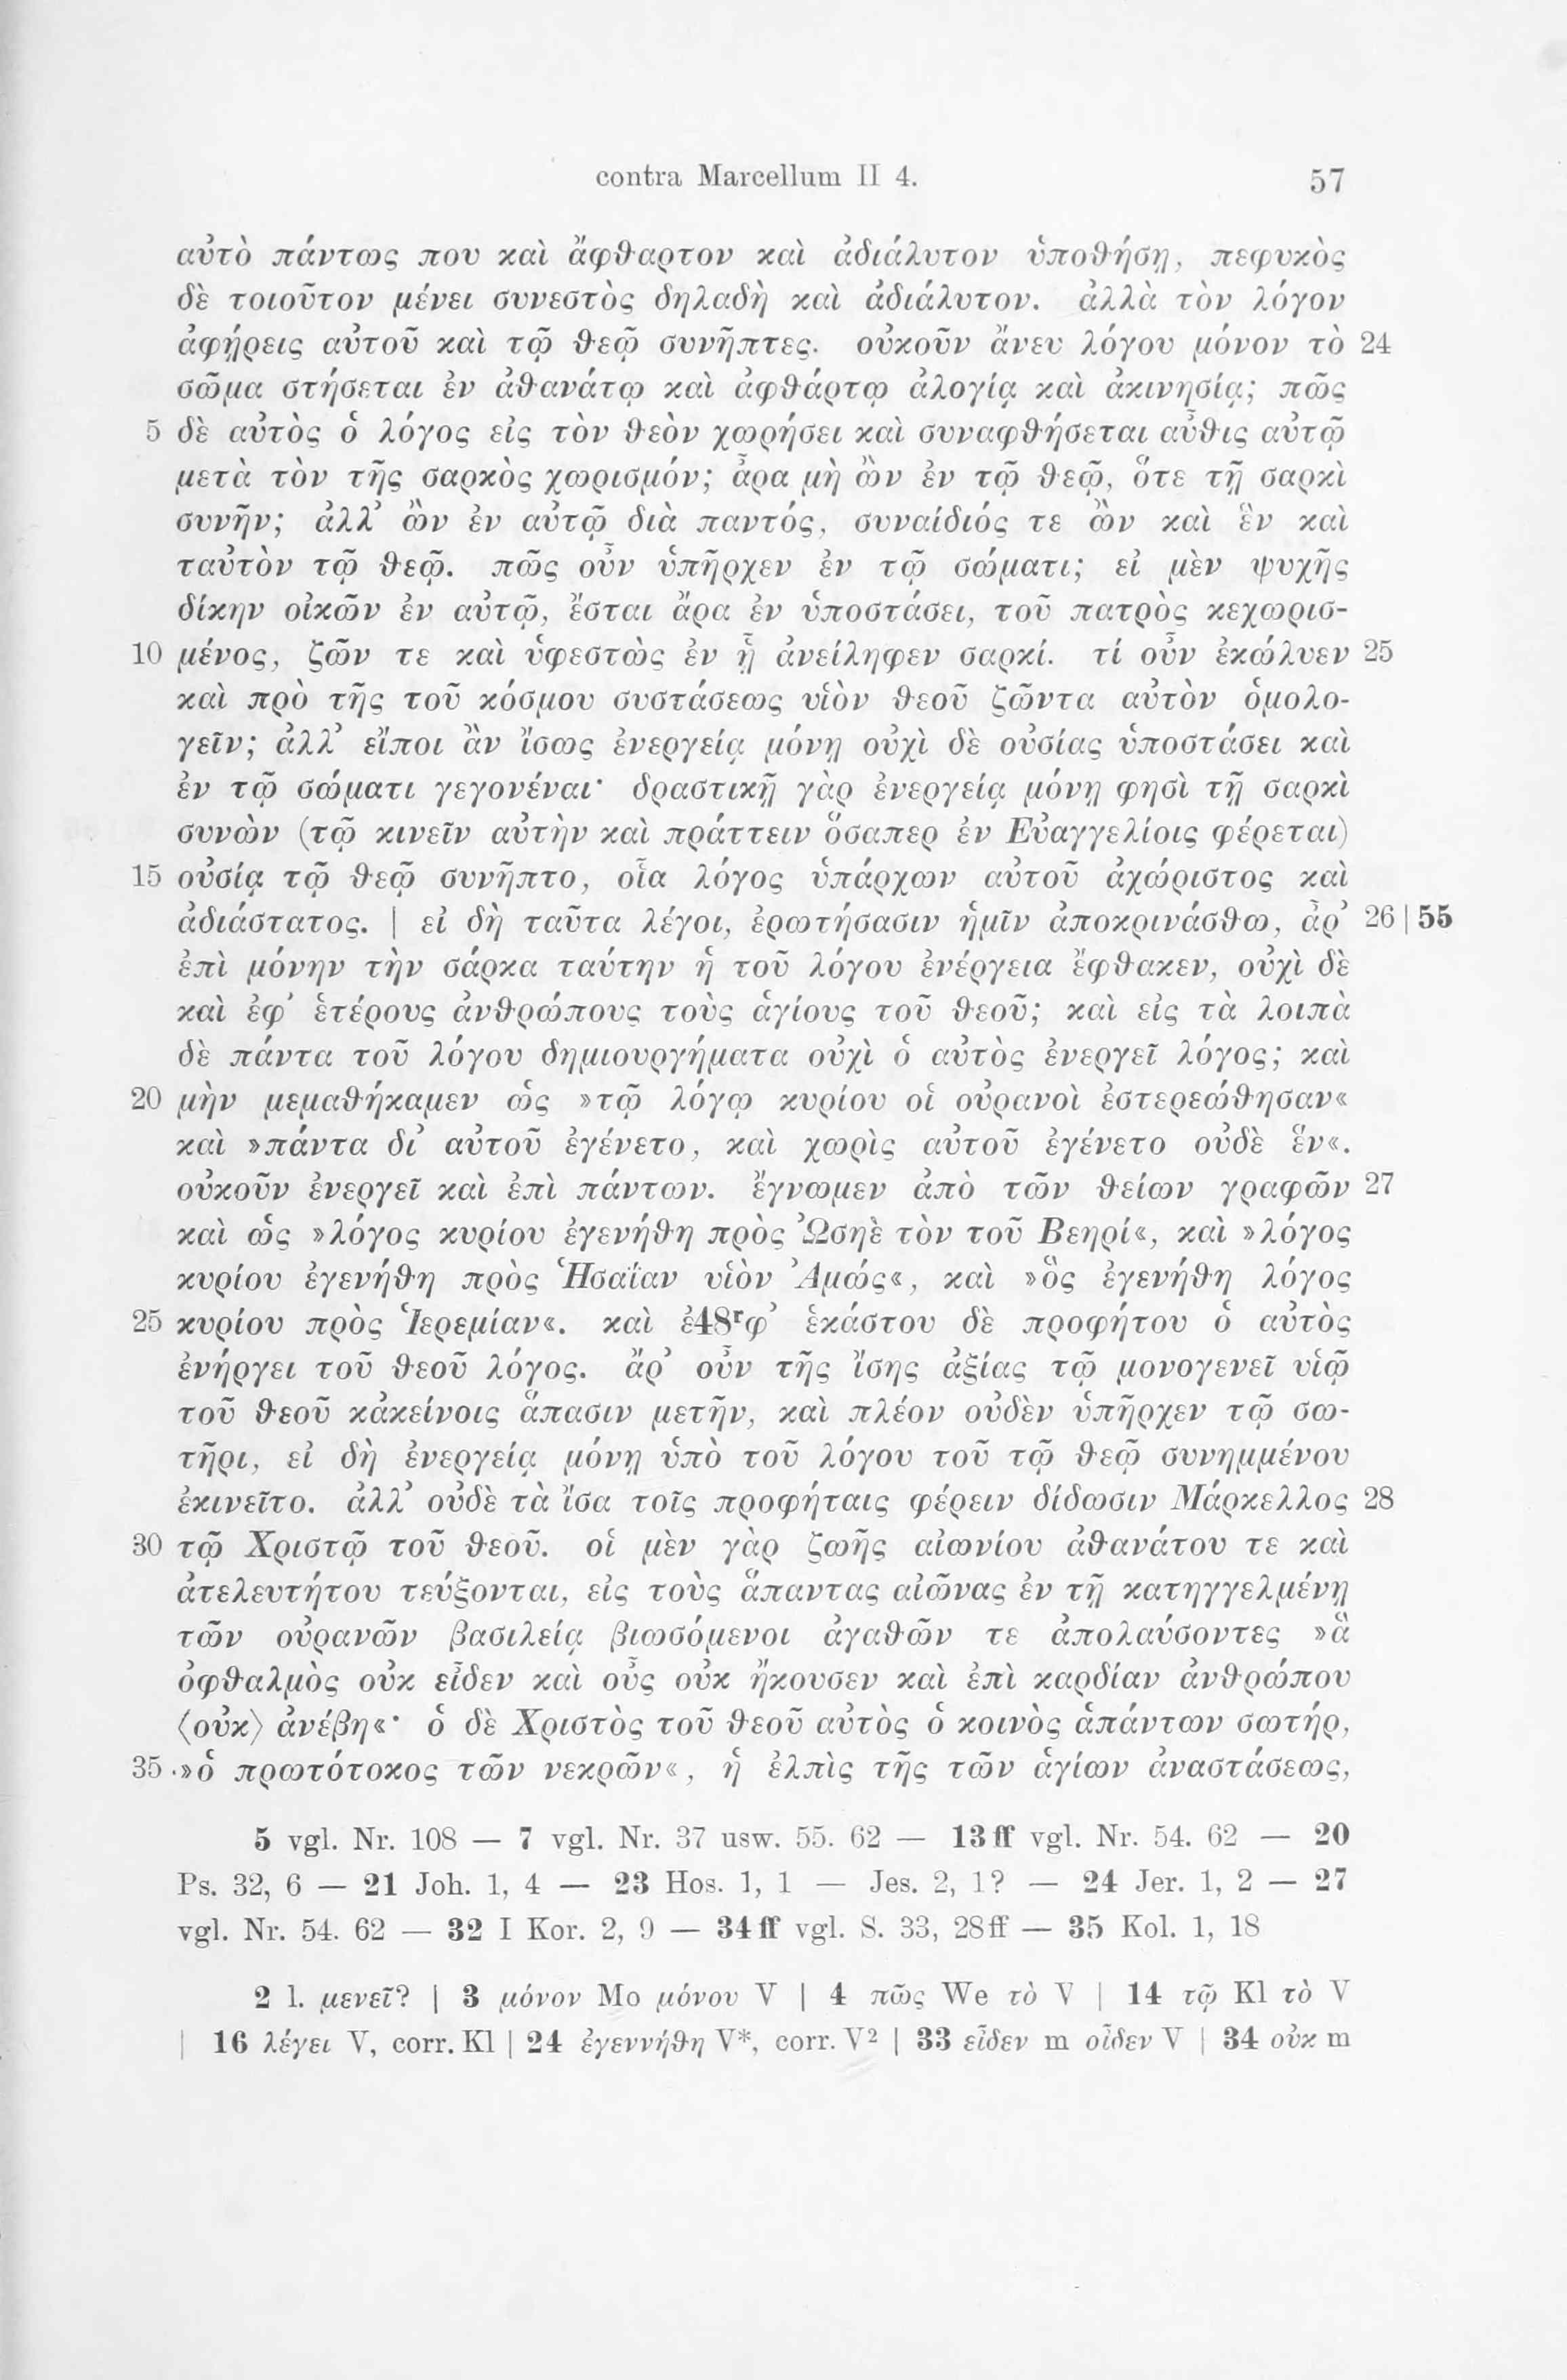 contra Marcellum II 4. 57
αὐτὸ πάντως που καὶ ἄφθαρτον καὶ ἀδιάλυτον ὑποθήσῃ, πεφυκὸς
δὲ τοιοῦτον μένει συνεστὸς δηλαδὴ καὶ ἀδιάλυτον. ἀλλὰ τὸν λόγον
ἀφῄρεις αὐτοῦ καὶ τῷ θεῷ συνῆπτες. οὐκοῦν ἄνευ λόγου μόνον τὸ 24
σῶμα στήσεται ἐν ἀθανάτῳ καὶ ἀφθάρτῳ ἀλογίᾳ καὶ ἀκινησίᾳ; πῶς
5 δὲ αὐτὸς ὁ λόγος εἰς τὸν θεὸν χωρήσει καὶ συναφθήσεται αὖθις αὐτῷ
μετὰ τὸν τῆς σαρκὸς χωρισμόν; ἆρα μὴ ὢν ἐν τῷ θεῷ, ὅτε τῇ σαρκὶ
συνῆν; ἀλλ’ ὢν ἐν αὐτῷ διὰ παντός, συναίδιός τε ὢν καὶ ἓν καὶ
ταὐτὸν τῷ θεῷ. πῶς οὖν ὑπῆρχεν ἐν τῷ σώματι; εἰ μὲν ψυχῆς
δίκην οἰκῶν ἐν αὐτῷ, ἔσται ἄρα ἐν ὑποστάσει, τοῦ πατρὸς κεχωρισ-
10 μένος, ζῶν τε καὶ ὑφεστὼς ἐν ᾗ ἀνείληφεν σαρκί. τί οὖν ἐκώλυεν 25
καὶ πρὸ τῆς τοῦ κόσμου συστάσεως υἱὸν θεοῦ ζῶντα αὐτὸν ὁμολο-
γεῖν; ἀλλ’ εἴποι ἂν ἴσως ἐνεργείᾳ μόνῃ οὐχὶ δὲ οὐσίας ὑποστάσει καὶ
ἐν τῷ σώματι γεγονέναι· δραστικῇ γὰρ ἐνεργείᾳ μόνῃ φησὶ τῇ σαρκὶ
συνὼν (τῷ κινεῖν αὐτὴν καὶ πράττειν ὅσαπερ ἐν Εὐαγγελίοις φέρεται)
15 οὐσίᾳ τῷ θεῷ συνῆπτο, οἷα λόγος ὑπάρχων αὐτοῦ ἀχώριστος καὶ
ἀδιάστατος. | εἰ δὴ ταῦτα λέγοι, ἐρωτήσασιν ἡμῖν ἀποκρινάσθω, ἆρ’ 26 | 55
ἐπὶ μόνην τὴν σάρκα ταύτην ἡ τοῦ λόγου ἐνέργεια ἔφθακεν, οὐχὶ δὲ
καὶ ἐφ’ ἑτέρους ἀνθρώπους τοὺς ἁγίους τοῦ θεοῦ; καὶ εἰς τὰ λοιπὰ
δὲ πάντα τοῦ λόγου δημιουργήματα οὐχὶ ὁ αὐτὸς ἐνεργεῖ λόγος; καὶ
20 μὴν μεμαθήκαμεν ὡς »τῷ λόγῳ κυρίου οἱ οὐρανοὶ ἐστερεώθησαν«
καὶ »πάντα δι’ αὐτοῦ ἐγένετο, καὶ χωρὶς αὐτοῦ ἐγένετο οὐδὲ ἕν«.
οὐκοῦν ἐνεργεῖ καὶ ἐπὶ πάντων. ἔγνωμεν ἀπὸ τῶν θείων γραφῶν 27
καὶ ὡς »λόγος κυρίου ἐγενήθη πρὸς Ὠσηὲ τὸν τοῦ Βεηρί«, καὶ »λόγος
κυρίου ἐγενήθη πρὸς Ἡσαΐαν υἱὸν Ἀμώς«, καὶ »ὃς ἐγενήθη λόγος
25 κυρίου πρὸς Ἱερεμίαν«. καὶ ἐ48ʳφ’ ἑκάστου δὲ προφήτου ὁ αὐτὸς
ἐνήργει τοῦ θεοῦ λόγος. ἆρ’ οὖν τῆς ἴσης ἀξίας τῷ μονογενεῖ υἱῷ
τοῦ θεοῦ κἀκείνοις ἅπασιν μετῆν, καὶ πλέον οὐδὲν ὑπῆρχεν τῷ σω-
τῆρι, εἰ δὴ ἐνεργείᾳ μόνῃ ὑπὸ τοῦ λόγου τοῦ τῷ θεῷ συνημμένου
ἐκινεῖτο. ἀλλ’ οὐδὲ τὰ ἴσα τοῖς προφήταις φέρειν δίδωσιν Μάρκελλος 28
30 τῷ Χριστῷ τοῦ θεοῦ. οἱ μὲν γὰρ ζωῆς αἰωνίου ἀθανάτου τε καὶ
ἀτελευτήτου τεύξονται, εἰς τοὺς ἅπαντας αἰῶνας ἐν τῇ κατηγγελμένῃ
τῶν οὐρανῶν βασιλείᾳ βιωσόμενοι ἀγαθῶν τε ἀπολαύσοντες »ἃ
ὀφθαλμὸς οὐκ εἶδεν καὶ οὖς οὐκ ἤκουσεν καὶ ἐπὶ καρδίαν ἀνθρώπου
⟨οὐκ⟩ ἀνέβη«· ὁ δὲ Χριστὸς τοῦ θεοῦ αὐτὸς ὁ κοινὸς ἁπάντων σωτήρ,
35 »ὁ πρωτότοκος τῶν νεκρῶν«, ἡ ἐλπὶς τῆς τῶν ἁγίων ἀναστάσεως,
5 vgl. Nr. 108 — 7 vgl. Nr. 37 usw. 55. 62 — 13 ff vgl. Nr. 54. 62 — 20
Ps. 32, 6 — 21 Joh. 1, 4 — 23 Hos. 1, 1 — Jes. 2, 1? — 24 Jer. 1, 2 — 27
vgl. Nr. 54. 62 — 32 I Kor. 2, 9 — 34 ff vgl. S. 33, 28 ff — 35 Kol. 1, 18
2 l. μενεῖ? | 3 μόνον Mo μόνου V | 4 πῶς We τὸ V | 14 τῷ Kl τὸ V
| 16 λέγει V, corr. Kl | 24 ἐγεννήθη V*, corr. V² | 33 εἶδεν m οἶδεν V | 34 οὐκ m